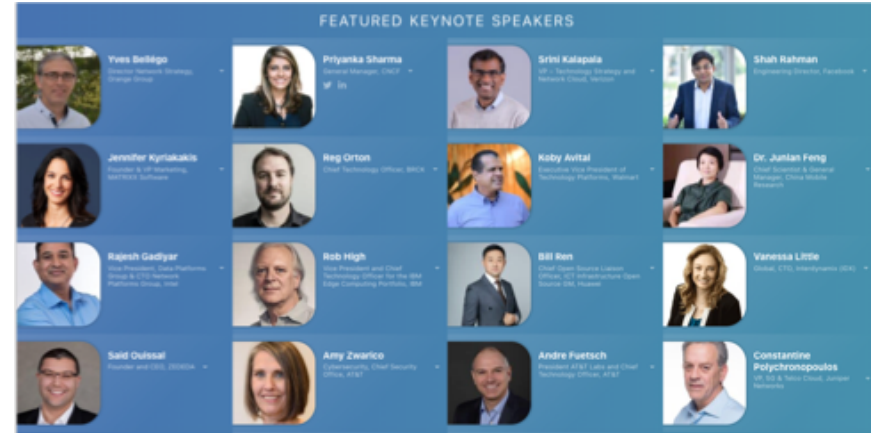 FEATURED KEYNOTE SPEAKERS
Yves Bellégo
Director Network Strategy,
Orange Group
Priyanka Sharma
General Manager, CNCF
Srini Kalapala
VP - Technology Strategy and
Network Cloud, Verizon
Shah Rahman
Engineering Director, Facebook
Jennifer Kyriakakis
Founder & VP Marketing,
MATRIXX Software
Reg Orton
Chief Technology Officer, BRCK
Koby Avital
Executive Vice President of
Technology Platforms, Walmart
Dr. Junlan Feng
Chief Scientist & General
Manager, China Mobile
Research
Rajesh Gadiyar
Vice President, Data Platforms
Group & CTO Network
Platforms Group, Intel
Rob High
Vice President and Chief
Technology Officer for the IBM
Edge Computing Portfolio, IBM
Bill Ren
Chief Open Source Liaison
Officer, ICT Infrastructure Open
Source GM, Huawei
Vanessa Little
Global, CTO, Interdynamix (IDX)
Said Ouissal
Founder and CEO, ZEDEDA
Amy Zwarico
Cybersecurity, Chief Security
Office, AT&T
Andre Fuetsch
President AT&T Labs and Chief
Technology Officer, AT&T
Constantine
Polychronopoulos
VP, 5G & Telco Cloud, Juniper
Networks